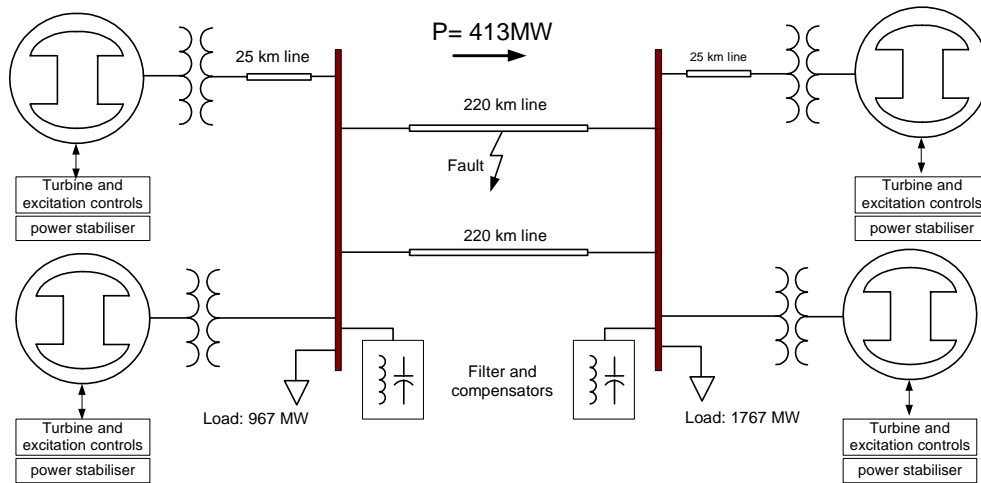 P= 413MW
25 km line
25 km line
220 km line
Fault
Turbine and
excitation controls
power stabiliser
Turbine and
excitation controls
power stabiliser
220 km line
Filter and
compensators
Load: 967 MW
Load: 1767 MW
Turbine and
excitation controls
power stabiliser
Turbine and
excitation controls
power stabiliser